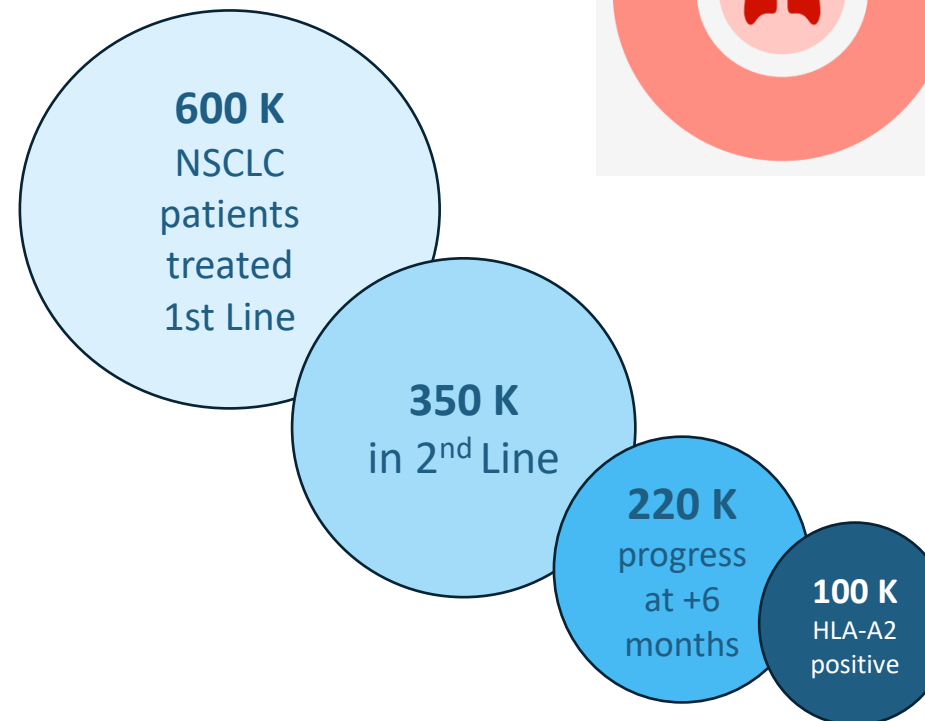 600 K
NSCLC
patients
treated
1st Line
350 K
in 2nd Line
220 K
progress
at +6
months
100 K
HLA-A2
positive